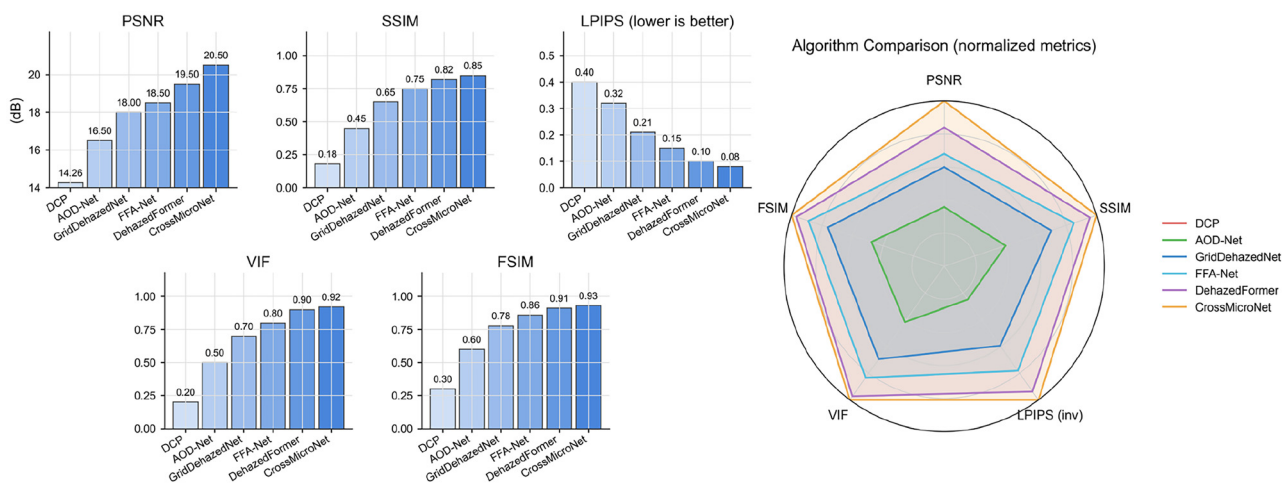 PSNR
(dB)
20
18
16
14
14.26
16.50
18.00
18.50
19.50
20.50
DCP
AOD-Net
GridDehazedNet
FFA-Net
DehazedFormer
CrossMicroNet
SSIM
1.00
0.75
0.50
0.25
0.00
0.18
0.45
0.65
0.75
0.82
0.85
DCP
AOD-Net
GridDehazedNet
FFA-Net
DehazedFormer
CrossMicroNet
LPIPS (lower is better)
0.5
0.4
0.3
0.2
0.1
0.0
0.40
0.32
0.21
0.15
0.10
0.08
DCP
AOD-Net
GridDehazedNet
FFA-Net
DehazedFormer
CrossMicroNet
VIF
1.00
0.75
0.50
0.25
0.00
0.20
0.50
0.70
0.80
0.90
0.92
DCP
AOD-Net
GridDehazedNet
FFA-Net
DehazedFormer
CrossMicroNet
FSIM
1.00
0.75
0.50
0.25
0.00
0.30
0.60
0.78
0.86
0.91
0.93
DCP
AOD-Net
GridDehazedNet
FFA-Net
DehazedFormer
CrossMicroNet
Algorithm Comparison (normalized metrics)
PSNR
FSIM
SSIM
VIF
LPIPS (inv)
DCP
AOD-Net
GridDehazedNet
FFA-Net
DehazedFormer
CrossMicroNet